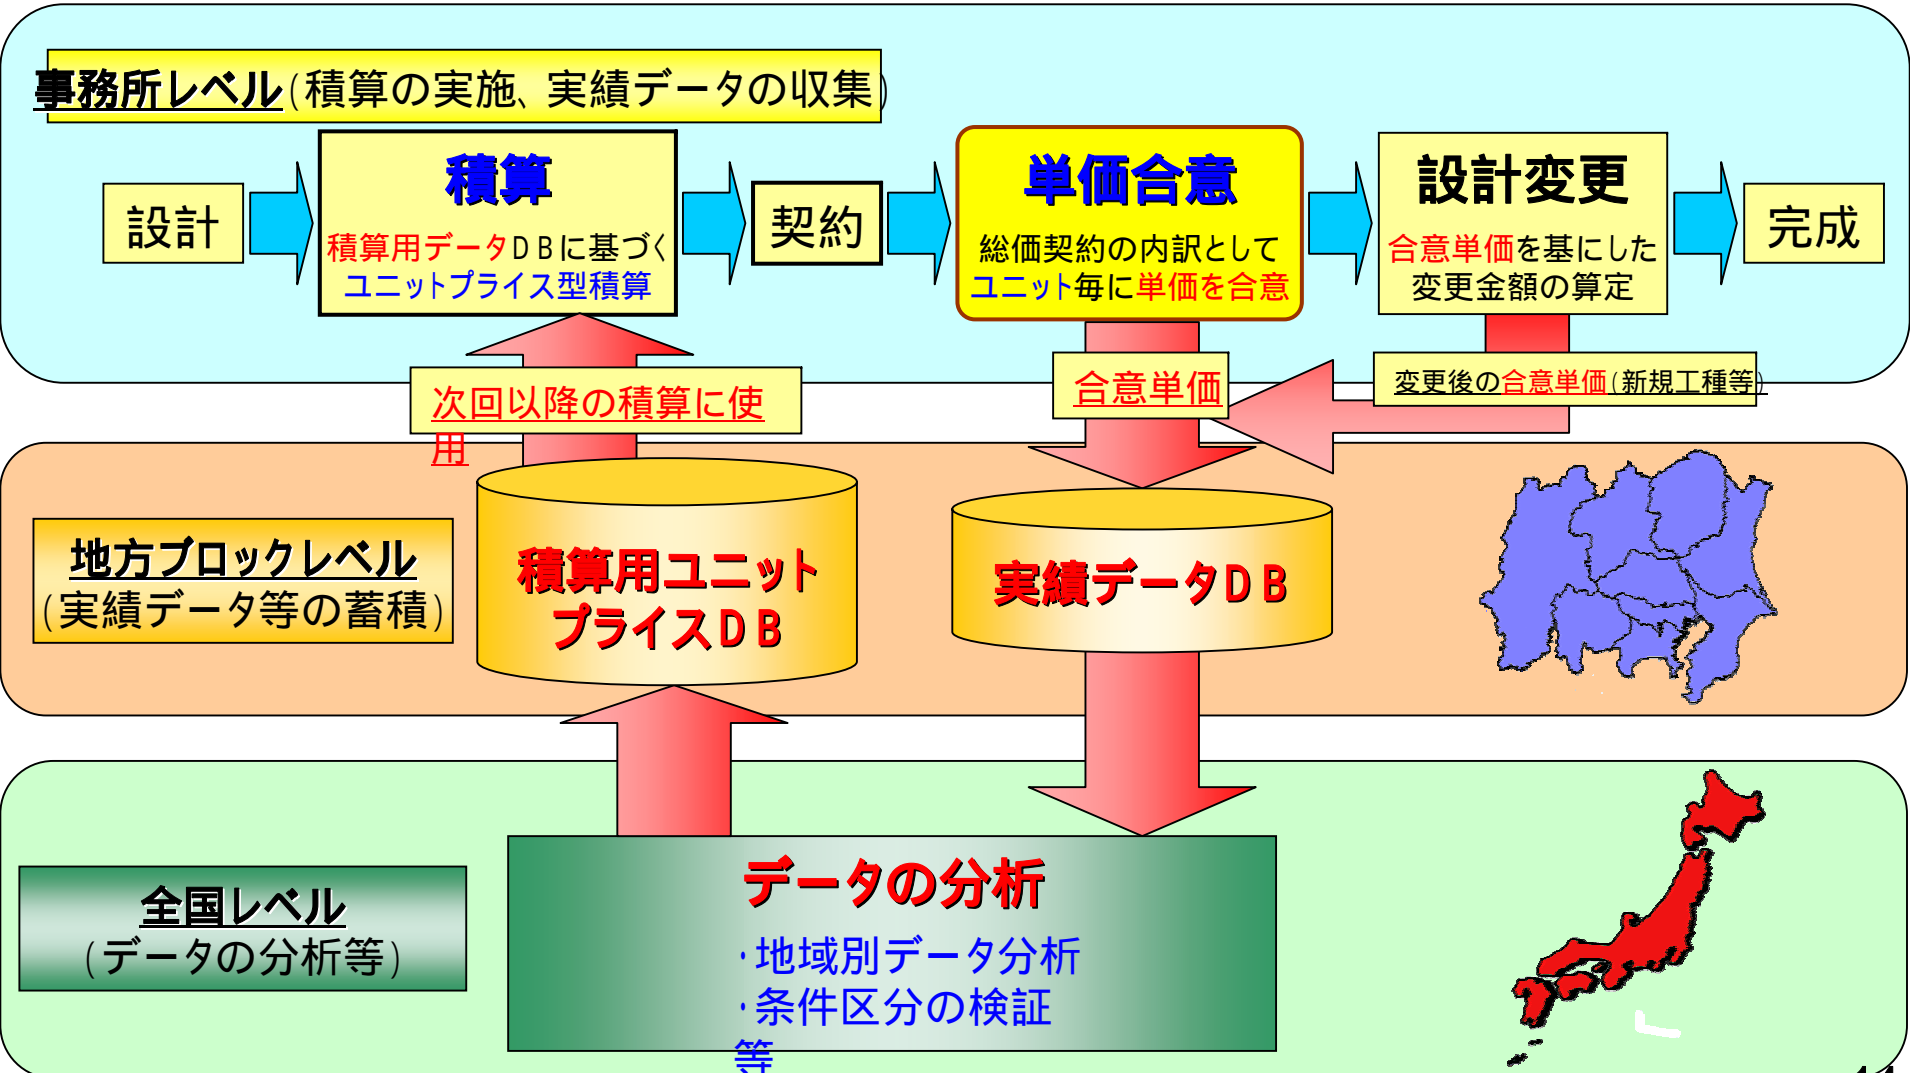 事務所レベル(積算の実施、実績データの収集)
設計
積算
積算用データDBに基づく
ユニットプライス型積算
契約
単価合意
総価契約の内訳として
ユニット毎に単価を合意
設計変更
合意単価を基にした
変更金額の算定
完成
次回以降の積算に使
用
合意単価
変更後の合意単価(新規工種等)
地方ブロックレベル
(実績データ等の蓄積)
積算用ユニット
プライスDB
実績データDB
全国レベル
(データの分析等)
データの分析
・地域別データ分析
・条件区分の検証
等